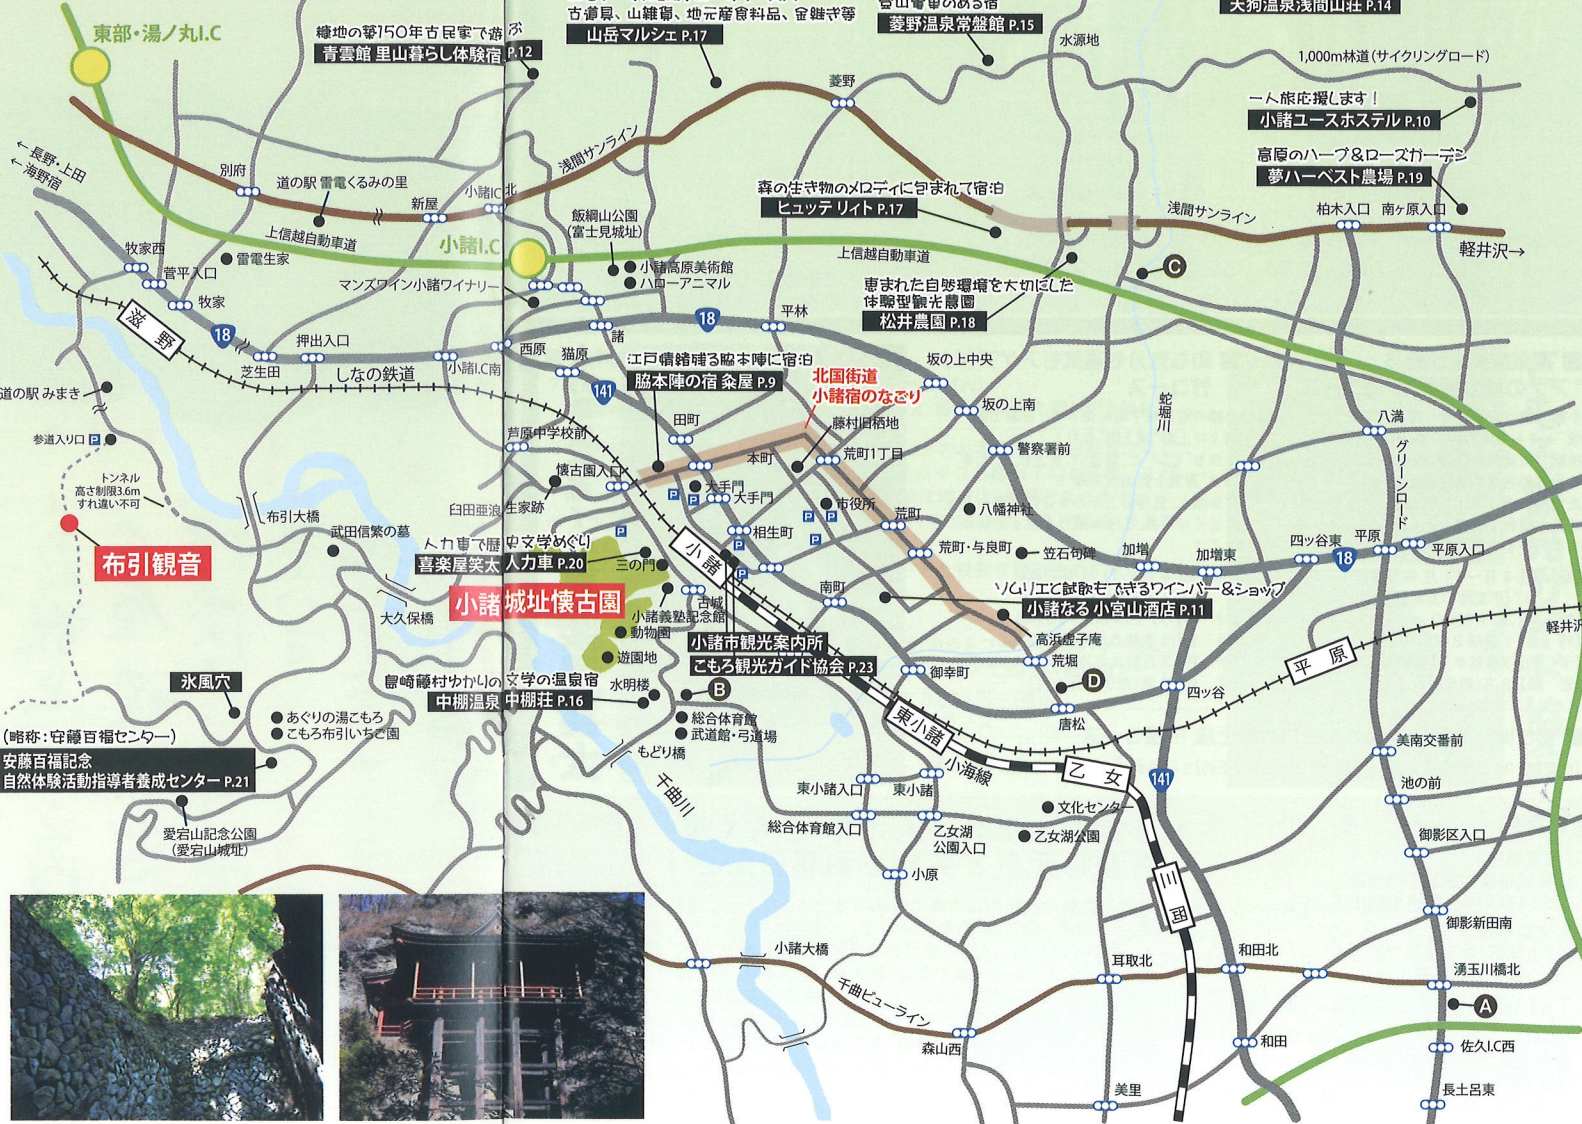 東部・湯ノ丸I.C
糠地の築150年古民家で遊ぶ
青雲館 里山暮らし体験宿 P.12
古道具、山雑貨、地元産食料品、金継ぎ等
山岳マルシェ P.17
登山電車のある宿
菱野温泉常盤館 P.15
天狗温泉浅間山荘 P.14
水源地
1,000m林道(サイクリングロード)
菱野
一人旅応援します!
小諸ユースホステル P.10
高原のハーブ&ローズガーデン
夢ハーベスト農場 P.19
←長野・上田
←海野宿
別府
道の駅 雷電くるみの里
新屋
小諸IC北
浅間サンライン
森の生き物のメロディに包まれて宿泊
ヒュッテ リィト P.17
浅間サンライン
柏木入口
南ヶ原入口
軽井沢→
飯綱山公園
(富士見城址)
上信越自動車道
小諸I.C
上信越自動車道
牧家西
雷電生家
菅平入口
牧家
マンズワイン小諸ワイナリー
小諸高原美術館
ハローアニマル
恵まれた自然環境を大切にした
体験型観光農園
松井農園 P.18
C
滋野
18
押出入口
芝生田
しなの鉄道
小諸I.C南
西原
諸
猿原
18
平林
141
坂の上中央
坂の上南
蛇堀川
八満
グリーンロード
道の駅 みまき
参道入り口 P
トンネル
高さ制限3.6m
すれ違い不可
布引観音
布引大橋
武田信繁の墓
江戸情緒残る脇本陣に宿泊
脇本陣の宿 粂屋 P.9
北国街道
小諸宿のなごり
田町
芦原中学校前
懐古園入口
臼田亜浪 生家跡
本町
藤村旧栖地
荒町1丁目
警察署前
大手門
P
P
大手門
市役所
P
P
P
荒町
八幡神社
相生町
P
P
P
荒町・与良町
笠石句碑
加増
加増東
四ッ谷東
18
平原
平原入口
人力車で歴史文学めぐり
喜楽屋笑太 人力車 P.20
三の門
小諸城址懐古園
小諸
古城
小諸義塾記念館
動物園
遊園地
南町
ソムリエと試飲もできるワインバー&ショップ
小諸なる 小宮山酒店 P.11
高浜虚子庵
荒堀
小諸市観光案内所
こもろ観光ガイド協会 P.23
軽井沢
平原
大久保橋
氷風穴
島崎藤村ゆかりの 文学の温泉宿
中棚温泉 中棚荘 P.16
水明楼
B
御幸町
D
唐松
四ッ谷
あぐりの湯こもろ
こもろ布引いちご園
(略称:安藤百福センター)
安藤百福記念
自然体験活動指導者養成センター P.21
総合体育館
武道館・弓道場
もどり橋
千曲川
東小諸
小海線
乙女
141
美南交番前
愛宕山記念公園
(愛宕山城址)
東小諸入口
東小諸
総合体育館入口
乙女湖
公園入口
文化センター
乙女湖公園
池の前
御影区入口
小原
三岡
御影新田南
小諸大橋
千曲ビューライン
耳取北
和田北
湧玉川橋北
A
森山西
和田
佐久I.C西
美里
長土呂東